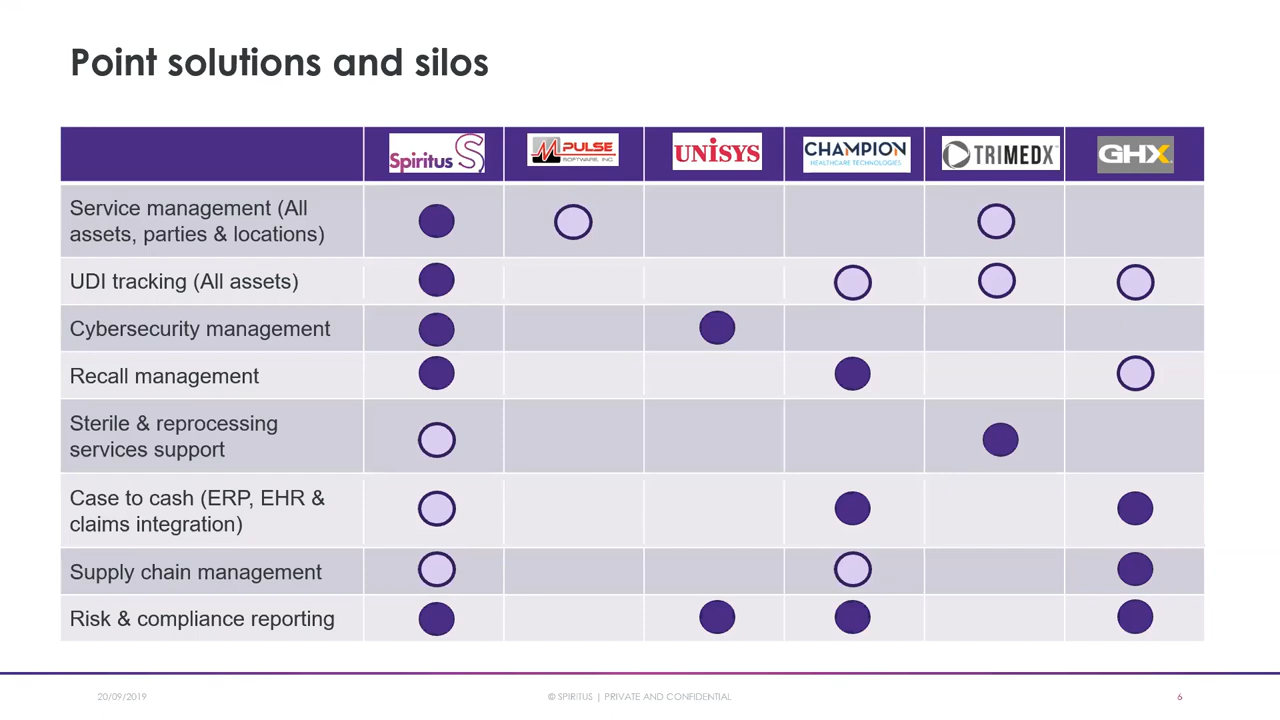 Point solutions and silos
Spiritus S
MPULSE
SOFTWARE, INC
UNiSYS
CHAMPION
HEALTHCARE TECHNOLOGIES
TRIMEDX
GHX
Service management (All
assets, parties & locations)
UDI tracking (All assets)
Cybersecurity management
Recall management
Sterile & reprocessing
services support
Case to cash (ERP, EHR &
claims integration)
Supply chain management
Risk & compliance reporting
20/09/2019
© SPIRITUS | PRIVATE AND CONFIDENTIAL
6